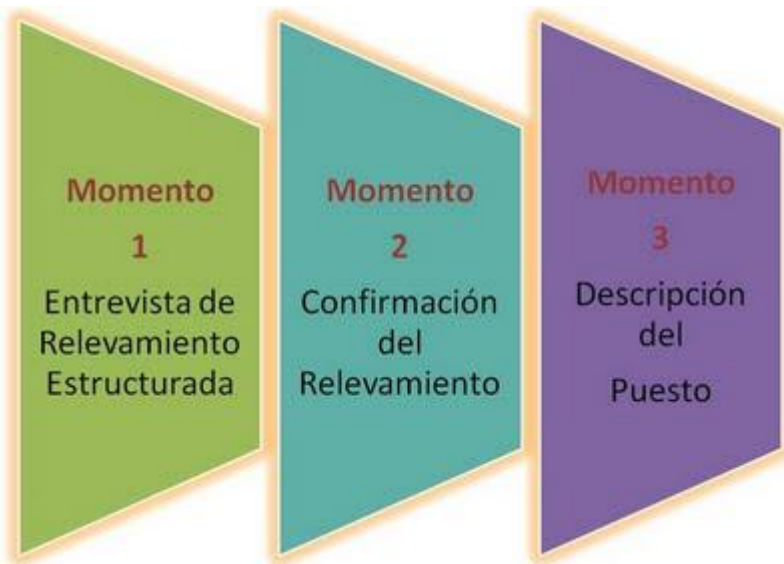 Momento
1
Entrevista de
Relevamiento
Estructurada
Momento
2
Confirmación
del
Relevamiento
Momento
3
Descripción
del
Puesto